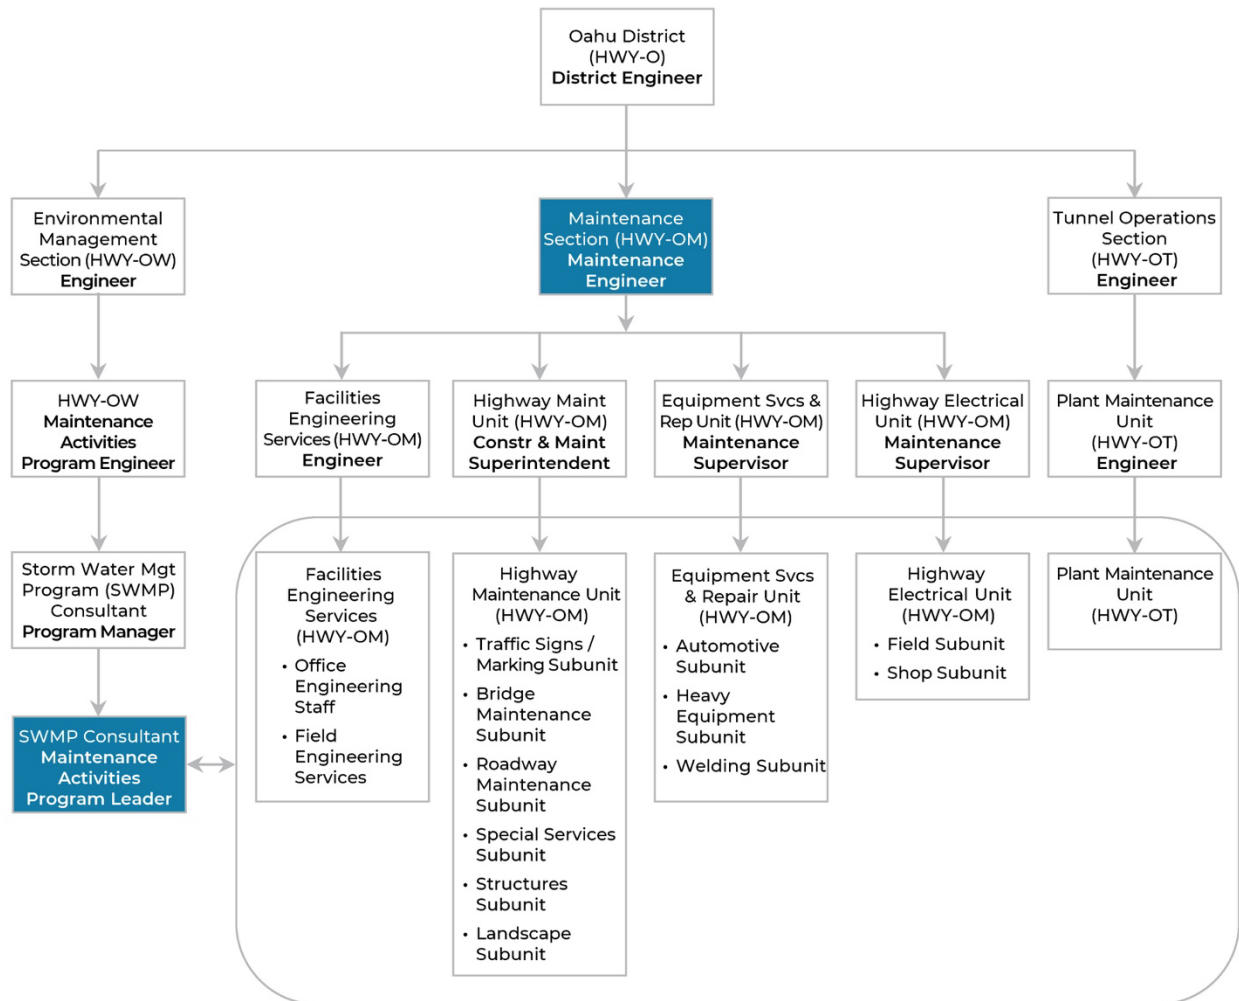 Oahu District
(HWY-O)
District Engineer
Environmental
Management
Section (HWY-OW)
Engineer
Maintenance
Section (HWY-OM)
Maintenance
Engineer
Tunnel Operations
Section
(HWY-OT)
Engineer
HWY-OW
Maintenance
Activities
Program Engineer
Facilities
Engineering
Services (HWY-OM)
Engineer
Highway Maint
Unit (HWY-OM)
Constr & Maint
Superintendent
Equipment Svcs &
Rep Unit (HWY-OM)
Maintenance
Supervisor
Highway Electrical
Unit (HWY-OM)
Maintenance
Supervisor
Plant Maintenance
Unit
(HWY-OT)
Engineer
Storm Water Mgt
Program (SWMP)
Consultant
Program Manager
SWMP Consultant
Maintenance
Activities
Program Leader
Facilities
Engineering
Services
(HWY-OM)
• Office
Engineering
Staff
• Field
Engineering
Services
Highway
Maintenance Unit
(HWY-OM)
• Traffic Signs /
Marking Subunit
• Bridge
Maintenance
Subunit
• Roadway
Maintenance
Subunit
• Special Services
Subunit
• Structures
Subunit
• Landscape
Subunit
Equipment Svcs
& Repair Unit
(HWY-OM)
• Automotive
Subunit
• Heavy
Equipment
Subunit
• Welding Subunit
Highway
Electrical Unit
(HWY-OM)
• Field Subunit
• Shop Subunit
Plant Maintenance
Unit
(HWY-OT)